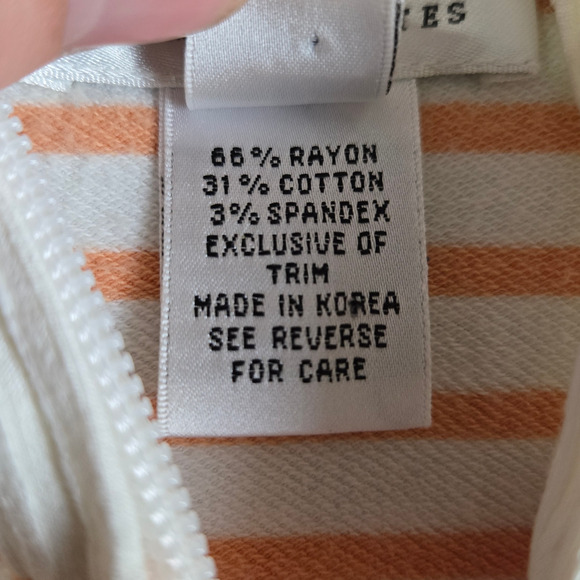 66% RAYON
31% COTTON
3% SPANDEX
EXCLUSIVE OF
TRIM
MADE IN KOREA
SEE REVERSE
FOR CARE